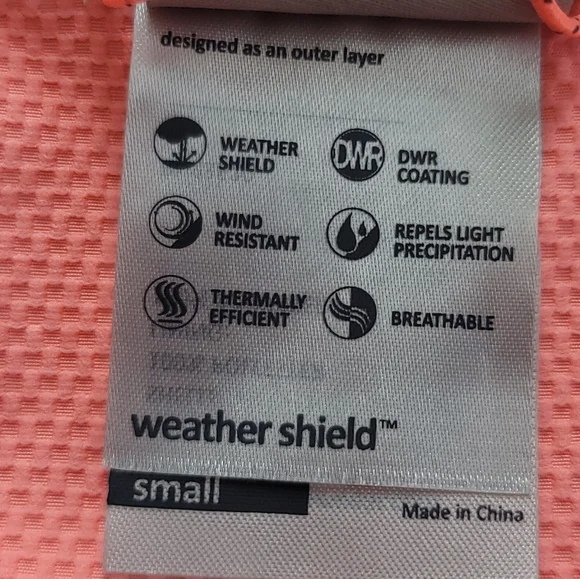 designed as an outer layer
WEATHER
SHIELD
DWR
DWR
COATING
WIND
RESISTANT
REPELS LIGHT
PRECIPITATION
THERMALLY
EFFICIENT
BREATHABLE
weather shield™
small
Made in China